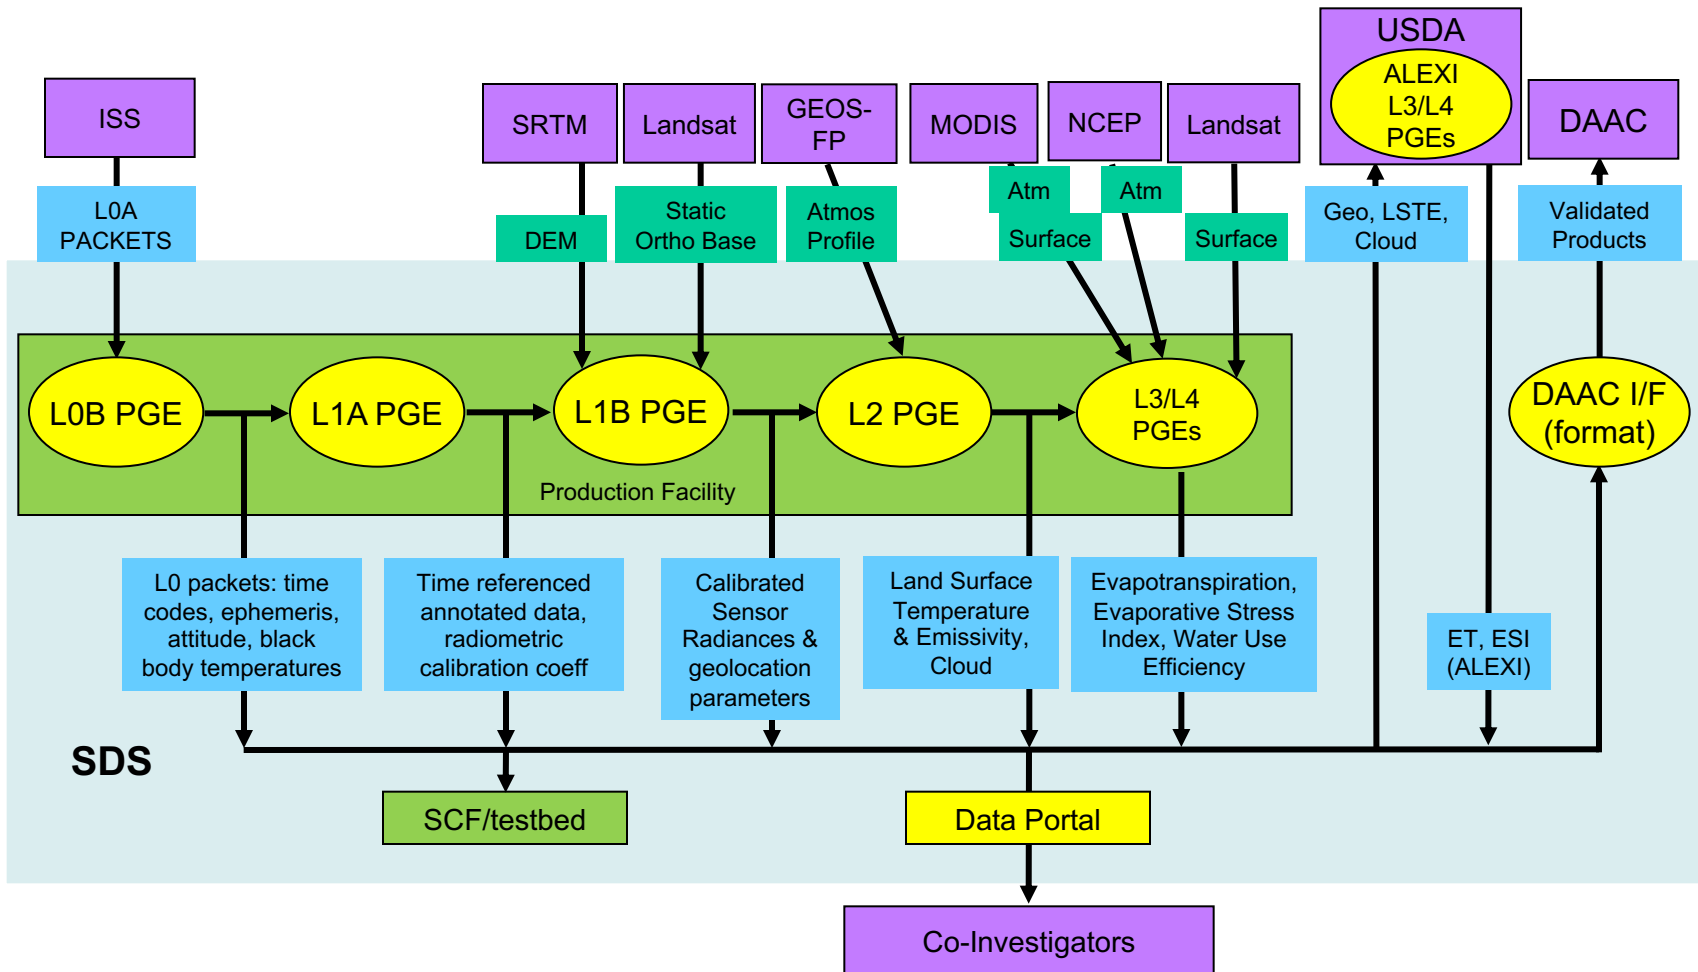 USDA
ALEXI
L3/L4
PGEs
ISS
SRTM
Landsat
GEOS-
FP
MODIS
NCEP
Landsat
DAAC
L0A
PACKETS
DEM
Static
Ortho Base
Atmos
Profile
Atm
Surface
Atm
Surface
Geo, LSTE,
Cloud
Validated
Products
L0B PGE
L1A PGE
L1B PGE
L2 PGE
L3/L4
PGEs
DAAC I/F
(format)
Production Facility
L0 packets: time
codes, ephemeris,
attitude, black
body temperatures
Time referenced
annotated data,
radiometric
calibration coeff
Calibrated
Sensor
Radiances &
geolocation
parameters
Land Surface
Temperature
& Emissivity,
Cloud
Evapotranspiration,
Evaporative Stress
Index, Water Use
Efficiency
ET, ESI
(ALEXI)
SDS
SCF/testbed
Data Portal
Co-Investigators